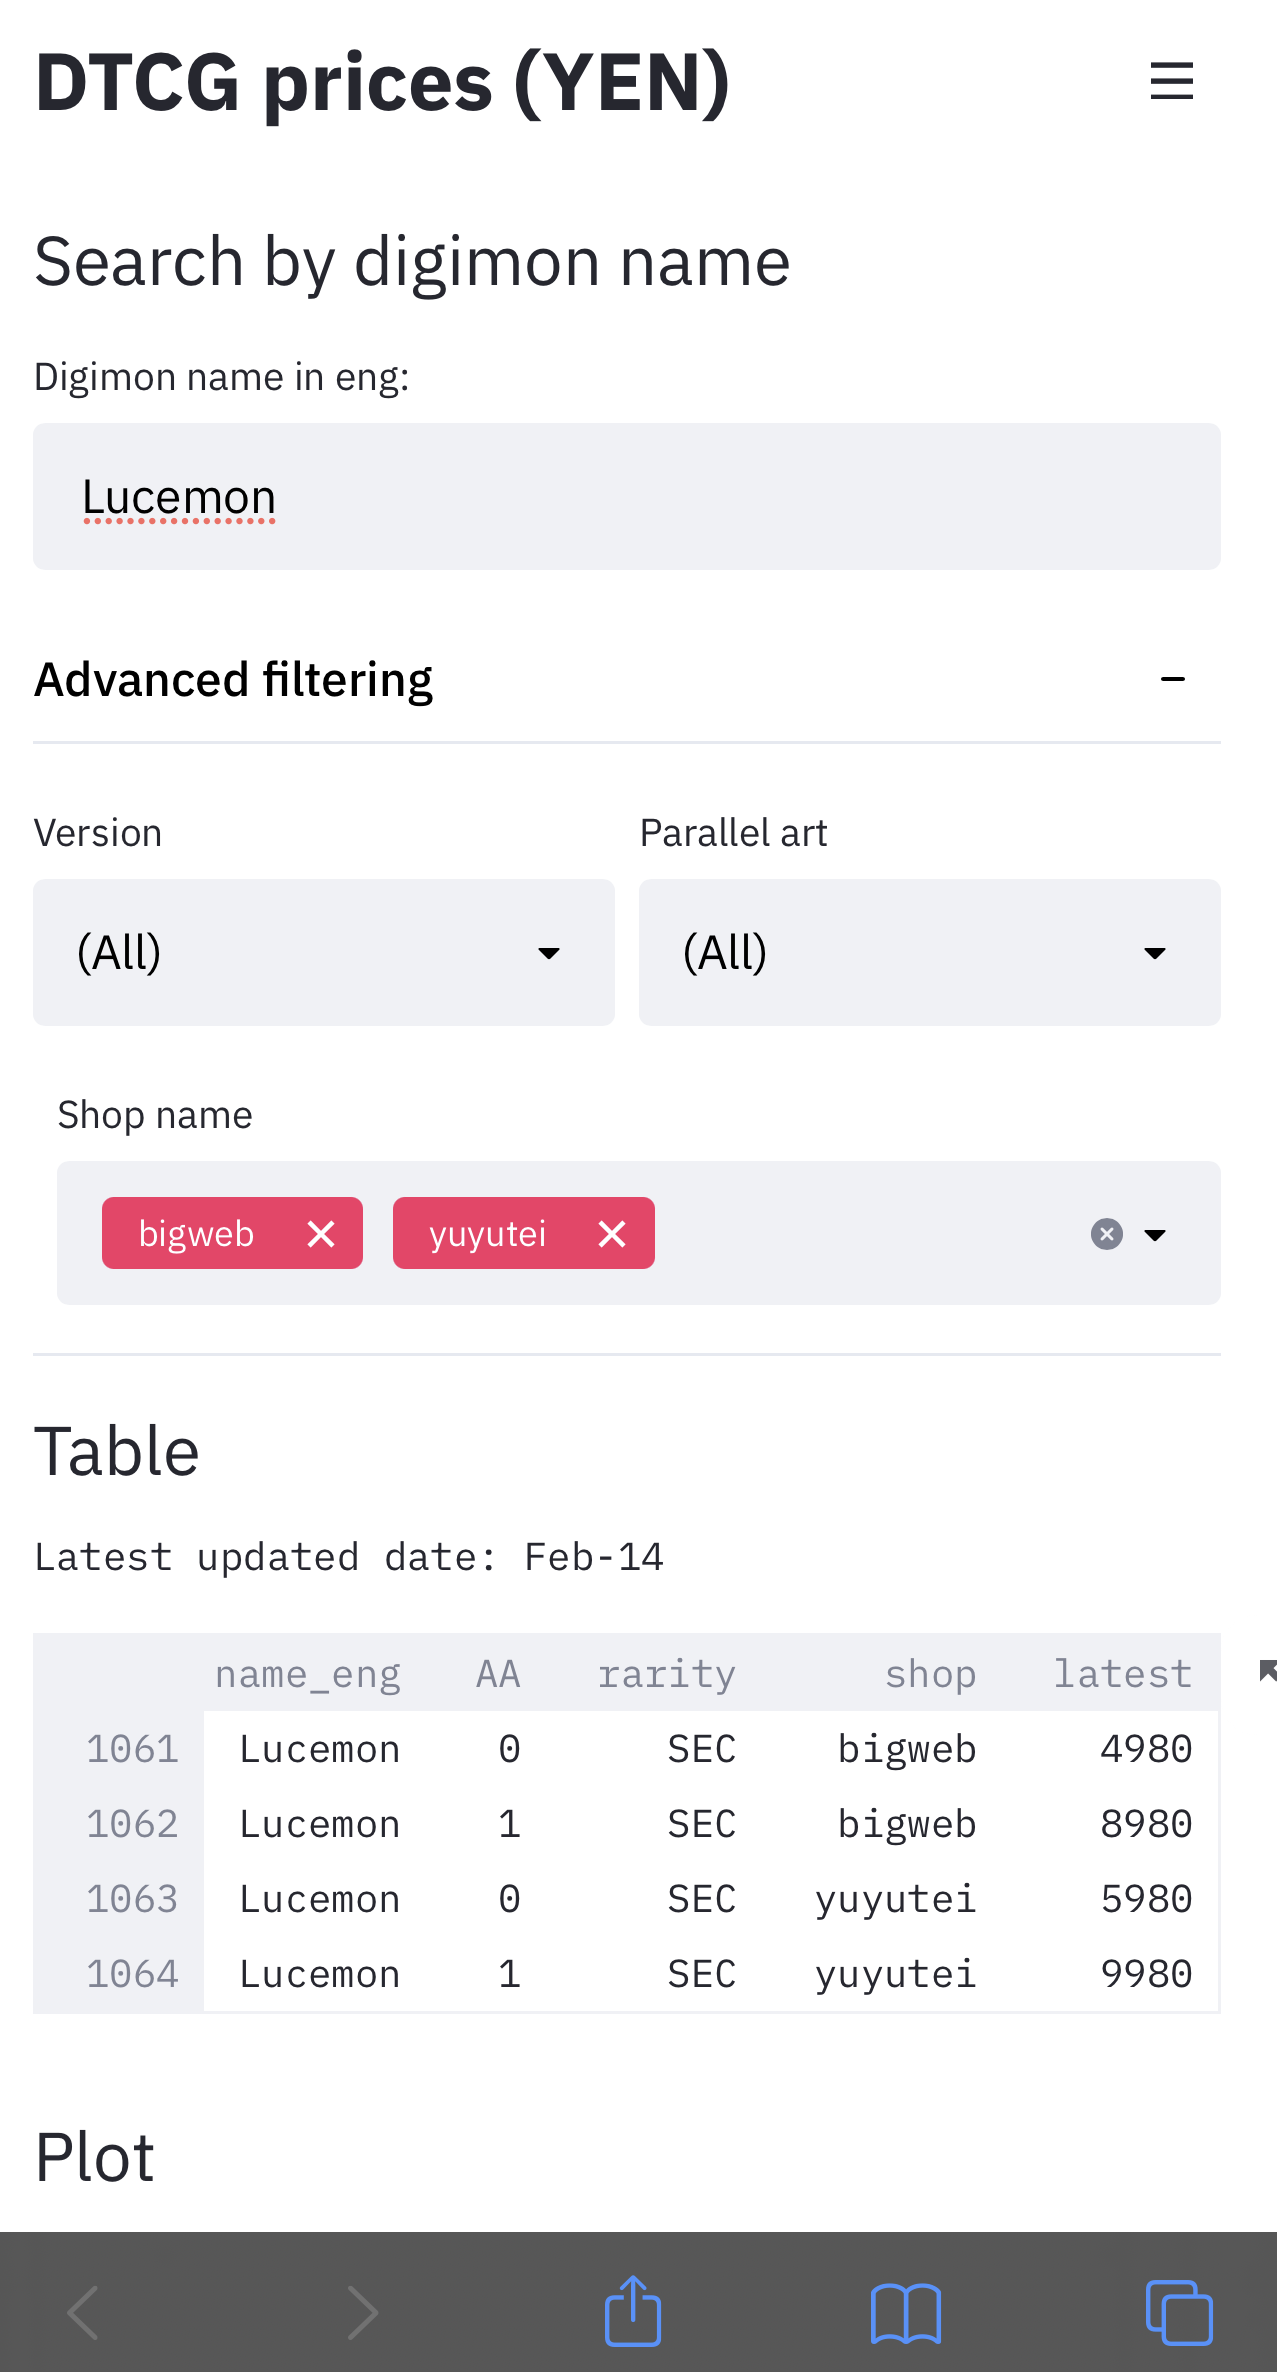 DTCG prices (YEN)
Search by digimon name
Digimon name in eng:
Lucemon
Advanced filtering
Version Parallel art
(All) (All)
Shop name
bigweb yuyutei
Table
Latest updated date: Feb-14
name_eng AA rarity shop latest
1061 Lucemon 0 SEC bigweb 4980
1062 Lucemon 1 SEC bigweb 8980
1063 Lucemon 0 SEC yuyutei 5980
1064 Lucemon 1 SEC yuyutei 9980
Plot